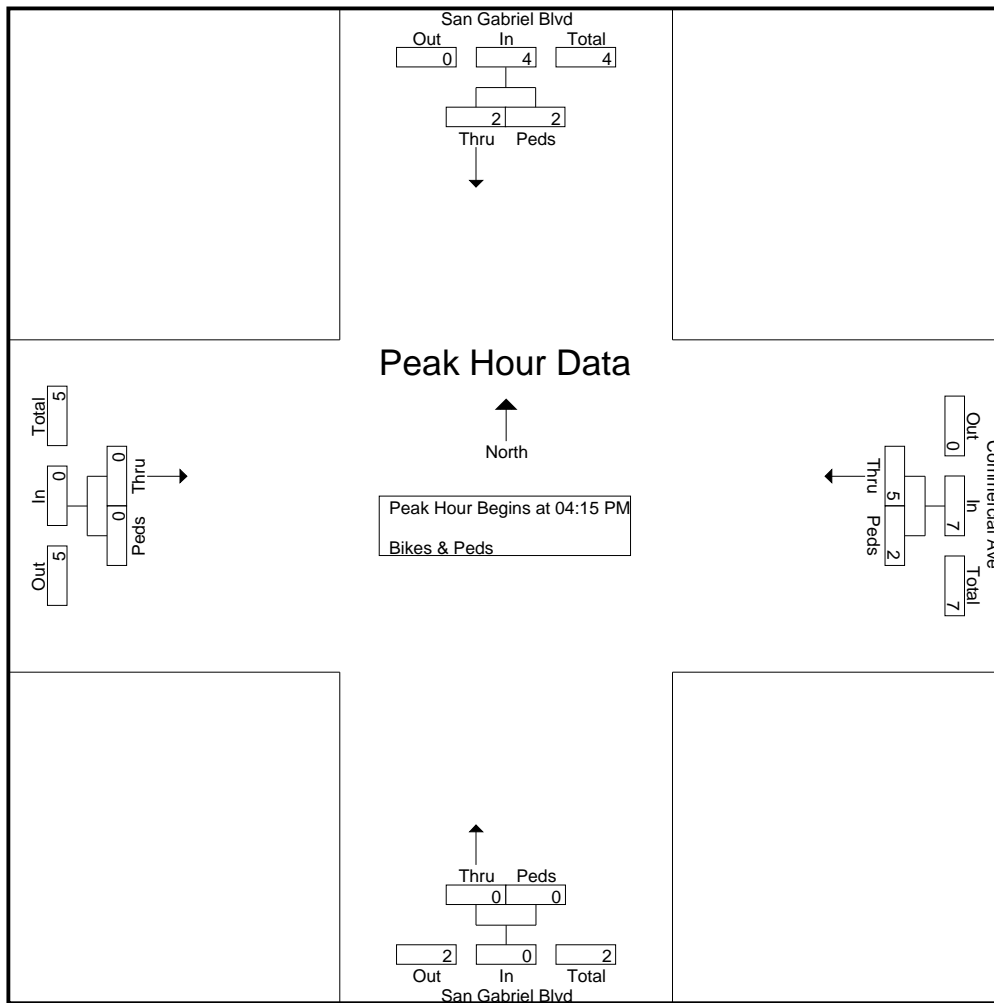 San Gabriel Blvd
Out In Total
0 4 4
2 2
Thru Peds
Peak Hour Data
North
Peak Hour Begins at 04:15 PM
Bikes & Peds
Total In Out
5 0 5
0 0
Thru Peds
Commercial Ave
Out In Total
0 7 7
5 2
Thru Peds
Thru Peds
0 0
2 0 2
Out In Total
San Gabriel Blvd